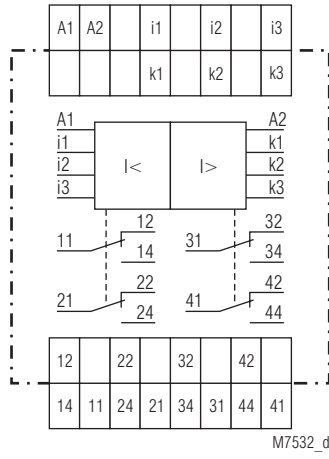 A1 A2 i1 i2 i3
k1 k2 k3
A1 A2
i1 k1
i2 I< I> k2
i3 k3
12 32
11 14 31 34
22 42
21 24 41 44
12 22 32 42
14 11 24 21 34 31 44 41
M7532_d